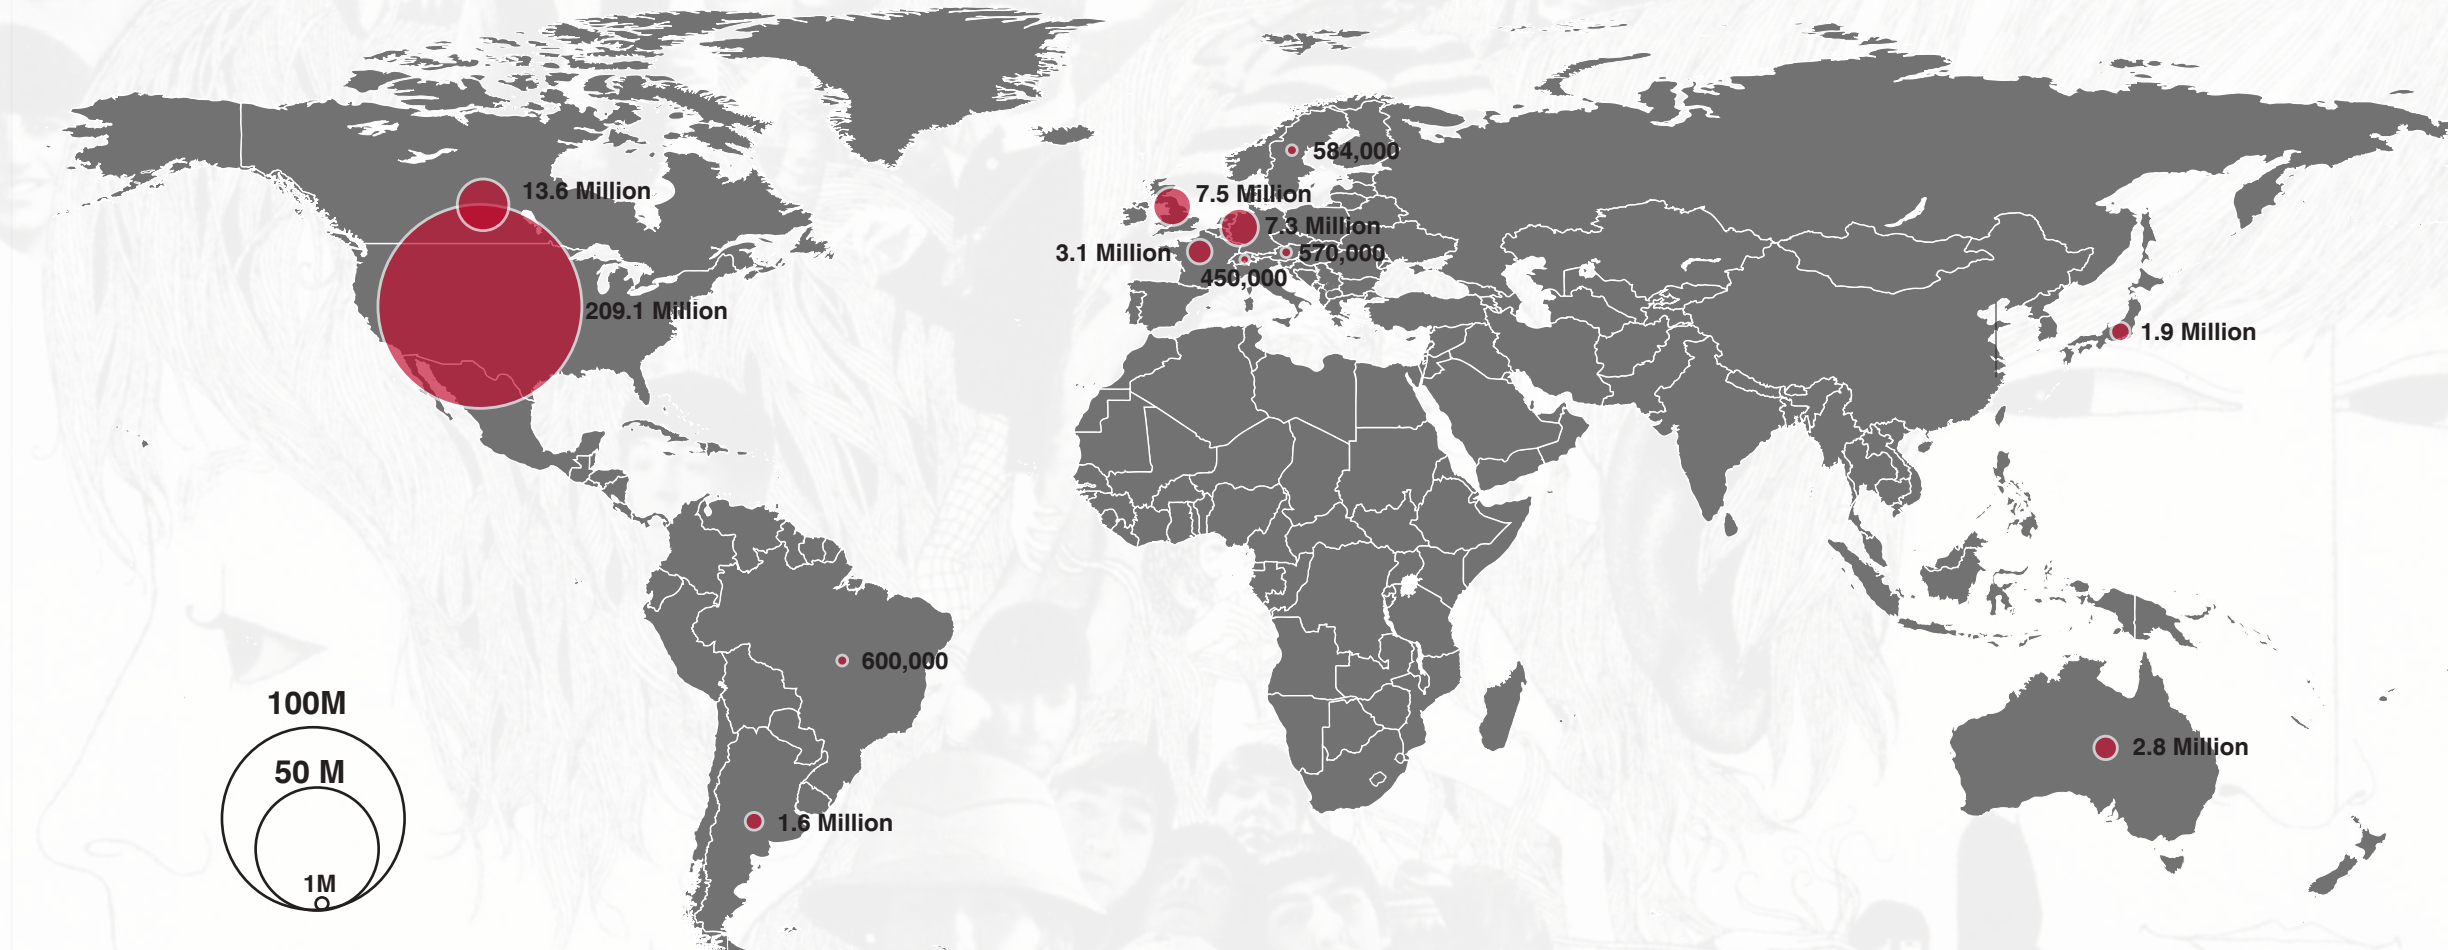 584,000
13.6 Million
7.5 Million
7.3 Million
3.1 Million
570,000
450,000
209.1 Million
1.9 Million
600,000
100M
2.8 Million
50 M
1.6 Million
1M